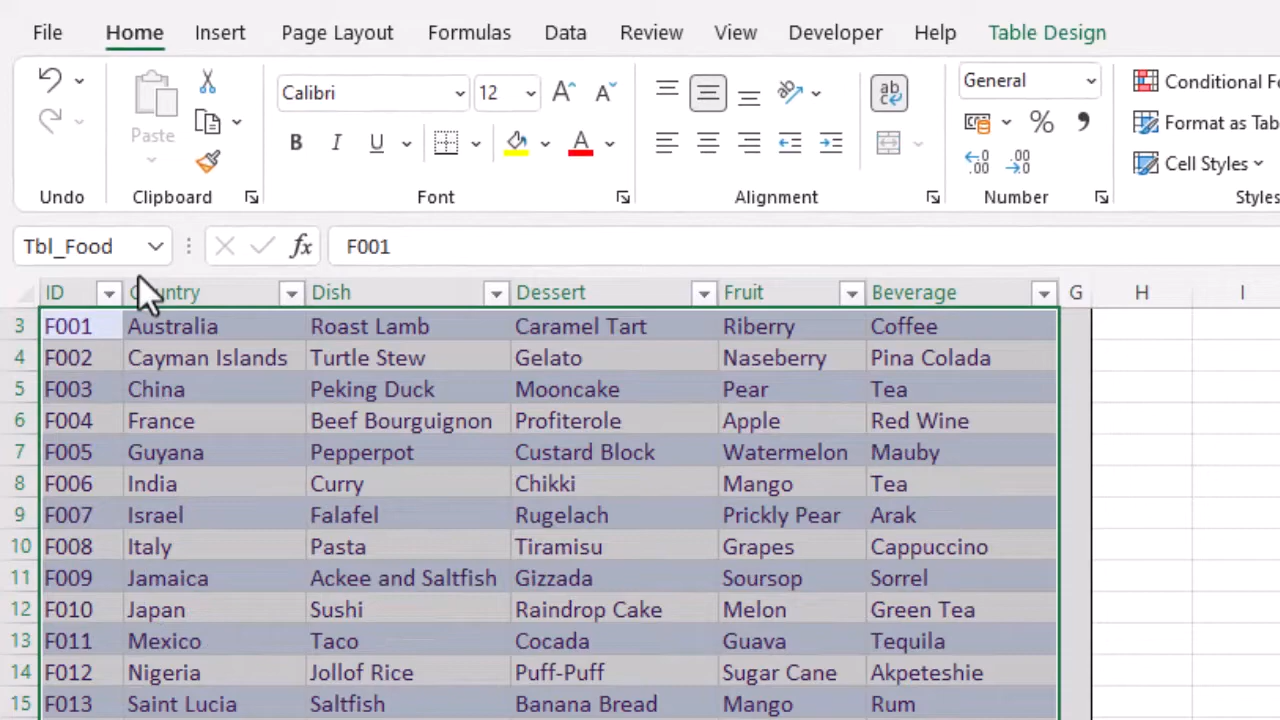 File Home Insert Page Layout Formulas Data Review View Developer Help Table Design
Calibri 12 General Conditional Fo
Paste B I U A % Format as Tab
Cell Styles
Undo Clipboard Font Alignment Number Styles
Tbl_Food fx F001
ID Country Dish Dessert Fruit Beverage G H I
3 F001 Australia Roast Lamb Caramel Tart Riberry Coffee
4 F002 Cayman Islands Turtle Stew Gelato Naseberry Pina Colada
5 F003 China Peking Duck Mooncake Pear Tea
6 F004 France Beef Bourguignon Profiterole Apple Red Wine
7 F005 Guyana Pepperpot Custard Block Watermelon Mauby
8 F006 India Curry Chikki Mango Tea
9 F007 Israel Falafel Rugelach Prickly Pear Arak
10 F008 Italy Pasta Tiramisu Grapes Cappuccino
11 F009 Jamaica Ackee and Saltfish Gizzada Soursop Sorrel
12 F010 Japan Sushi Raindrop Cake Melon Green Tea
13 F011 Mexico Taco Cocada Guava Tequila
14 F012 Nigeria Jollof Rice Puff-Puff Sugar Cane Akpeteshie
15 F013 Saint Lucia Saltfish Banana Bread Mango Rum